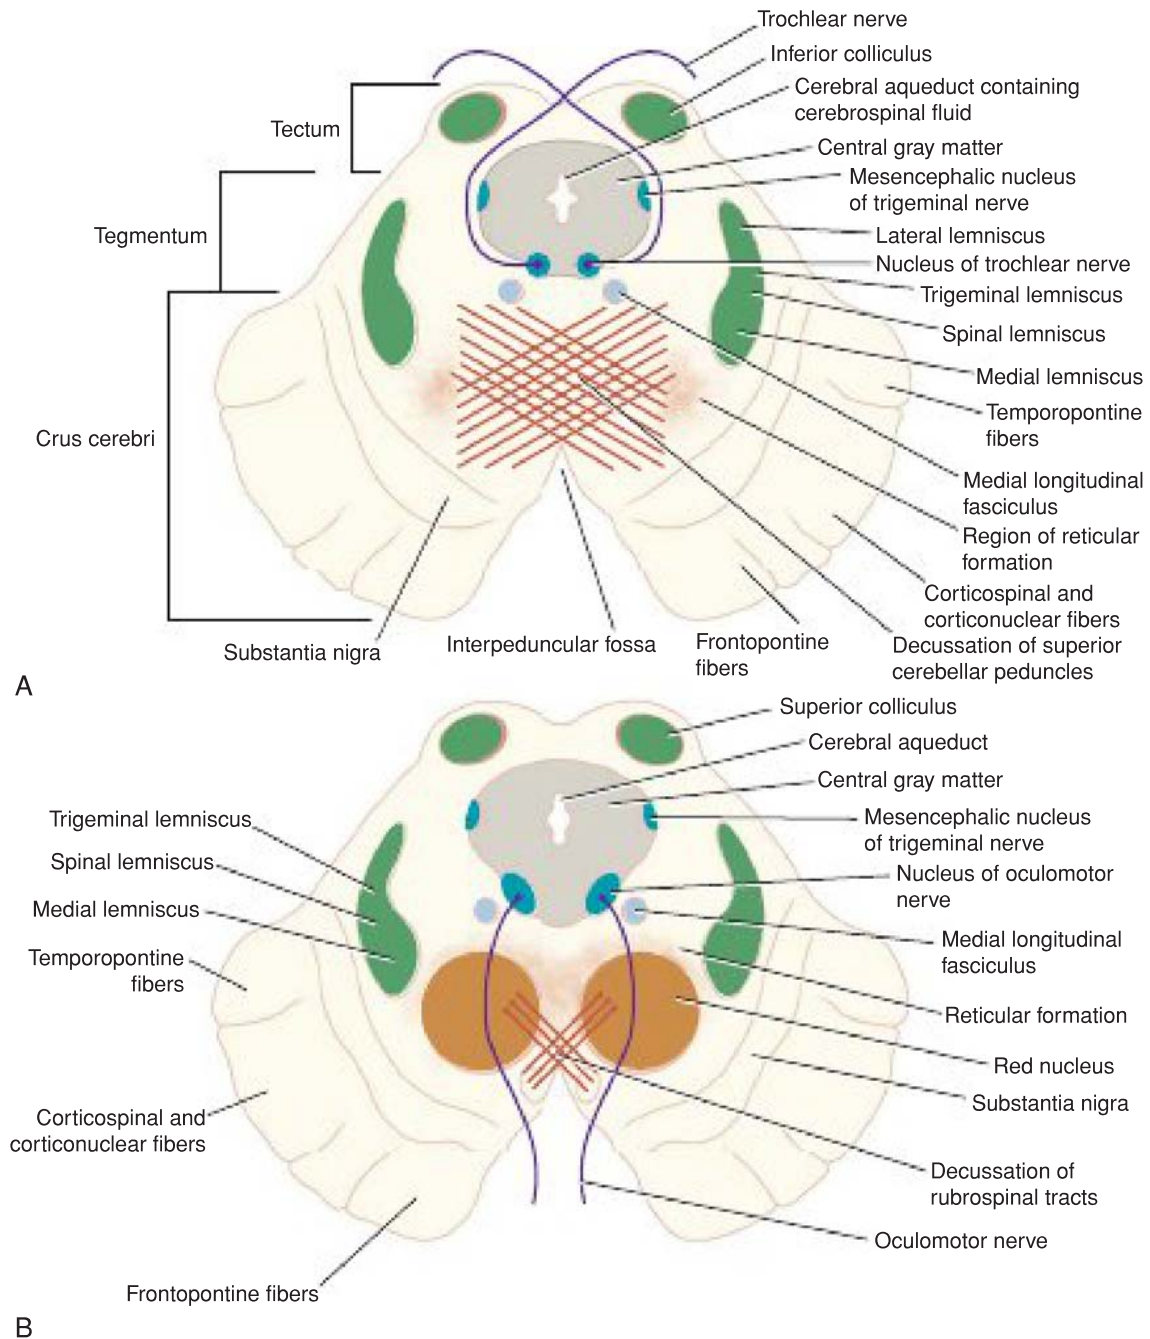 Trochlear nerve
Inferior colliculus
Cerebral aqueduct containing
cerebrospinal fluid
Central gray matter
Mesencephalic nucleus
of trigeminal nerve
Lateral lemniscus
Nucleus of trochlear nerve
Trigeminal lemniscus
Spinal lemniscus
Medial lemniscus
Temporopontine
fibers
Medial longitudinal
fasciculus
Region of reticular
formation
Corticospinal and
corticonuclear fibers
Decussation of superior
cerebellar peduncles
Tectum
Tegmentum
Crus cerebri
Substantia nigra
Interpeduncular fossa
Frontopontine
fibers
A
Superior colliculus
Cerebral aqueduct
Central gray matter
Mesencephalic nucleus
of trigeminal nerve
Nucleus of oculomotor
nerve
Medial longitudinal
fasciculus
Reticular formation
Red nucleus
Substantia nigra
Decussation of
rubrospinal tracts
Oculomotor nerve
Trigeminal lemniscus
Spinal lemniscus
Medial lemniscus
Temporopontine
fibers
Corticospinal and
corticonuclear fibers
Frontopontine fibers
B